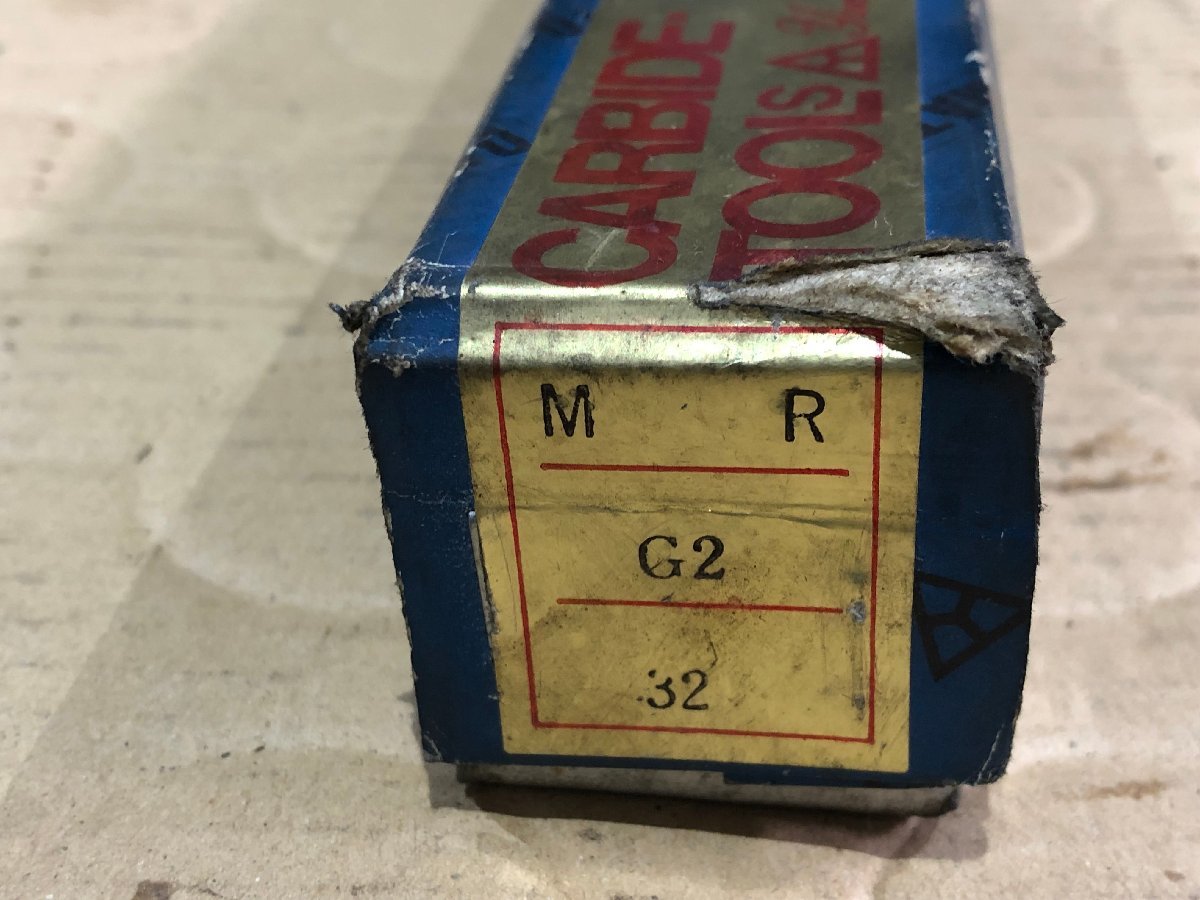 CARBIDE
TOOLS
M R
G2
32